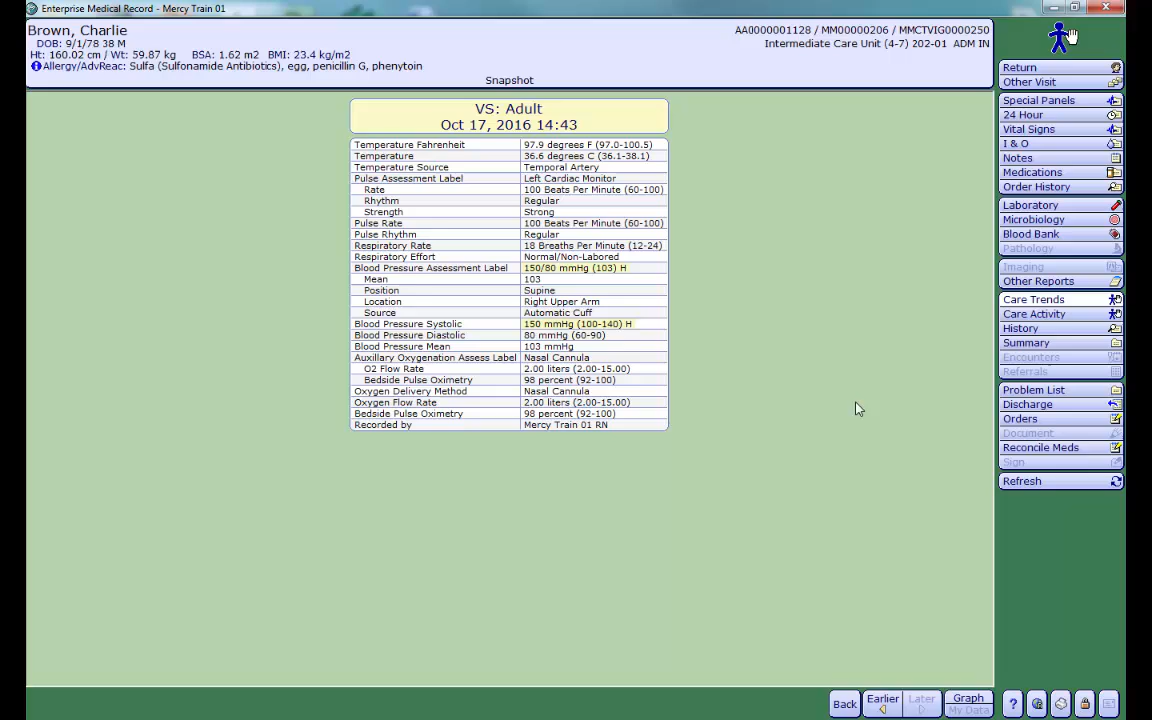 Enterprise Medical Record - Mercy Train 01
Brown, Charlie
DOB: 9/1/78 38 M
Ht: 160.02 cm / Wt: 59.87 kg BSA: 1.62 m2 BMI: 23.4 kg/m2
Allergy/AdvReac: Sulfa (Sulfonamide Antibiotics), egg, penicillin G, phenytoin
AA0000001128 / MM00000206 / MMCTVIG0000250
Intermediate Care Unit (4-7) 202-01 ADM IN
Snapshot
VS: Adult
Oct 17, 2016 14:43
Temperature Fahrenheit 97.9 degrees F (97.0-100.5)
Temperature 36.6 degrees C (36.1-38.1)
Temperature Source Temporal Artery
Pulse Assessment Label Left Cardiac Monitor
Rate 100 Beats Per Minute (60-100)
Rhythm Regular
Strength Strong
Pulse Rate 100 Beats Per Minute (60-100)
Pulse Rhythm Regular
Respiratory Rate 18 Breaths Per Minute (12-24)
Respiratory Effort Normal/Non-Labored
Blood Pressure Assessment Label 150/80 mmHg (103) H
Mean 103
Position Supine
Location Right Upper Arm
Source Automatic Cuff
Blood Pressure Systolic 150 mmHg (100-140) H
Blood Pressure Diastolic 80 mmHg (60-90)
Blood Pressure Mean 103 mmHg
Auxillary Oxygenation Assess Label Nasal Cannula
O2 Flow Rate 2.00 liters (2.00-15.00)
Bedside Pulse Oximetry 98 percent (92-100)
Oxygen Delivery Method Nasal Cannula
Oxygen Flow Rate 2.00 liters (2.00-15.00)
Bedside Pulse Oximetry 98 percent (92-100)
Recorded by Mercy Train 01 RN
Return
Other Visit
Special Panels
24 Hour
Vital Signs
I & O
Notes
Medications
Order History
Laboratory
Microbiology
Blood Bank
Pathology
Imaging
Other Reports
Care Trends
Care Activity
History
Summary
Encounters
Referrals
Problem List
Discharge
Orders
Document
Reconcile Meds
Sign
Refresh
Back
Earlier
Later
Graph
My Data
?